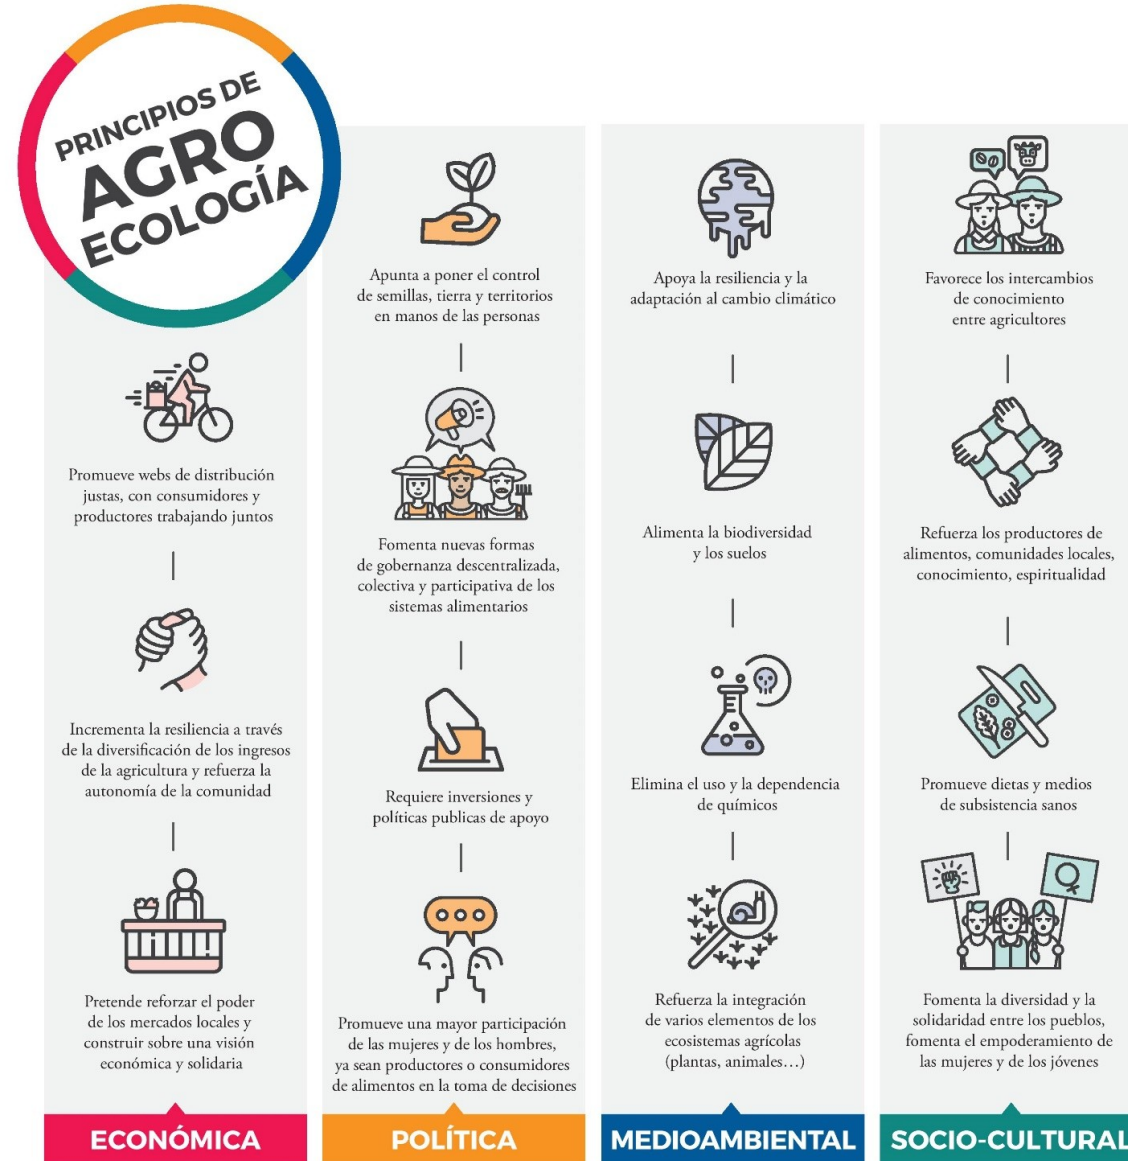 PRINCIPIOS DE
AGRO
ECOLOGÍA
Promueve webs de distribución
justas, con consumidores y
productores trabajando juntos
Incrementa la resiliencia a través
de la diversificación de los ingresos
de la agricultura y refuerza la
autonomía de la comunidad
Pretende reforzar el poder
de los mercados locales y
construir sobre una visión
económica y solidaria
ECONÓMICA
Apunta a poner el control
de semillas, tierra y territorios
en manos de las personas
Fomenta nuevas formas
de gobernanza descentralizada,
colectiva y participativa de los
sistemas alimentarios
Requiere inversiones y
políticas publicas de apoyo
Promueve una mayor participación
de las mujeres y de los hombres,
ya sean productores o consumidores
de alimentos en la toma de decisiones
POLÍTICA
Apoya la resiliencia y la
adaptación al cambio climático
Alimenta la biodiversidad
y los suelos
Elimina el uso y la dependencia
de químicos
Refuerza la integración
de varios elementos de los
ecosistemas agrícolas
(plantas, animales…)
MEDIOAMBIENTAL
Favorece los intercambios
de conocimiento
entre agricultores
Refuerza los productores de
alimentos, comunidades locales,
conocimiento, espiritualidad
Promueve dietas y medios
de subsistencia sanos
Fomenta la diversidad y la
solidaridad entre los pueblos,
fomenta el empoderamiento de
las mujeres y de los jóvenes
SOCIO-CULTURAL